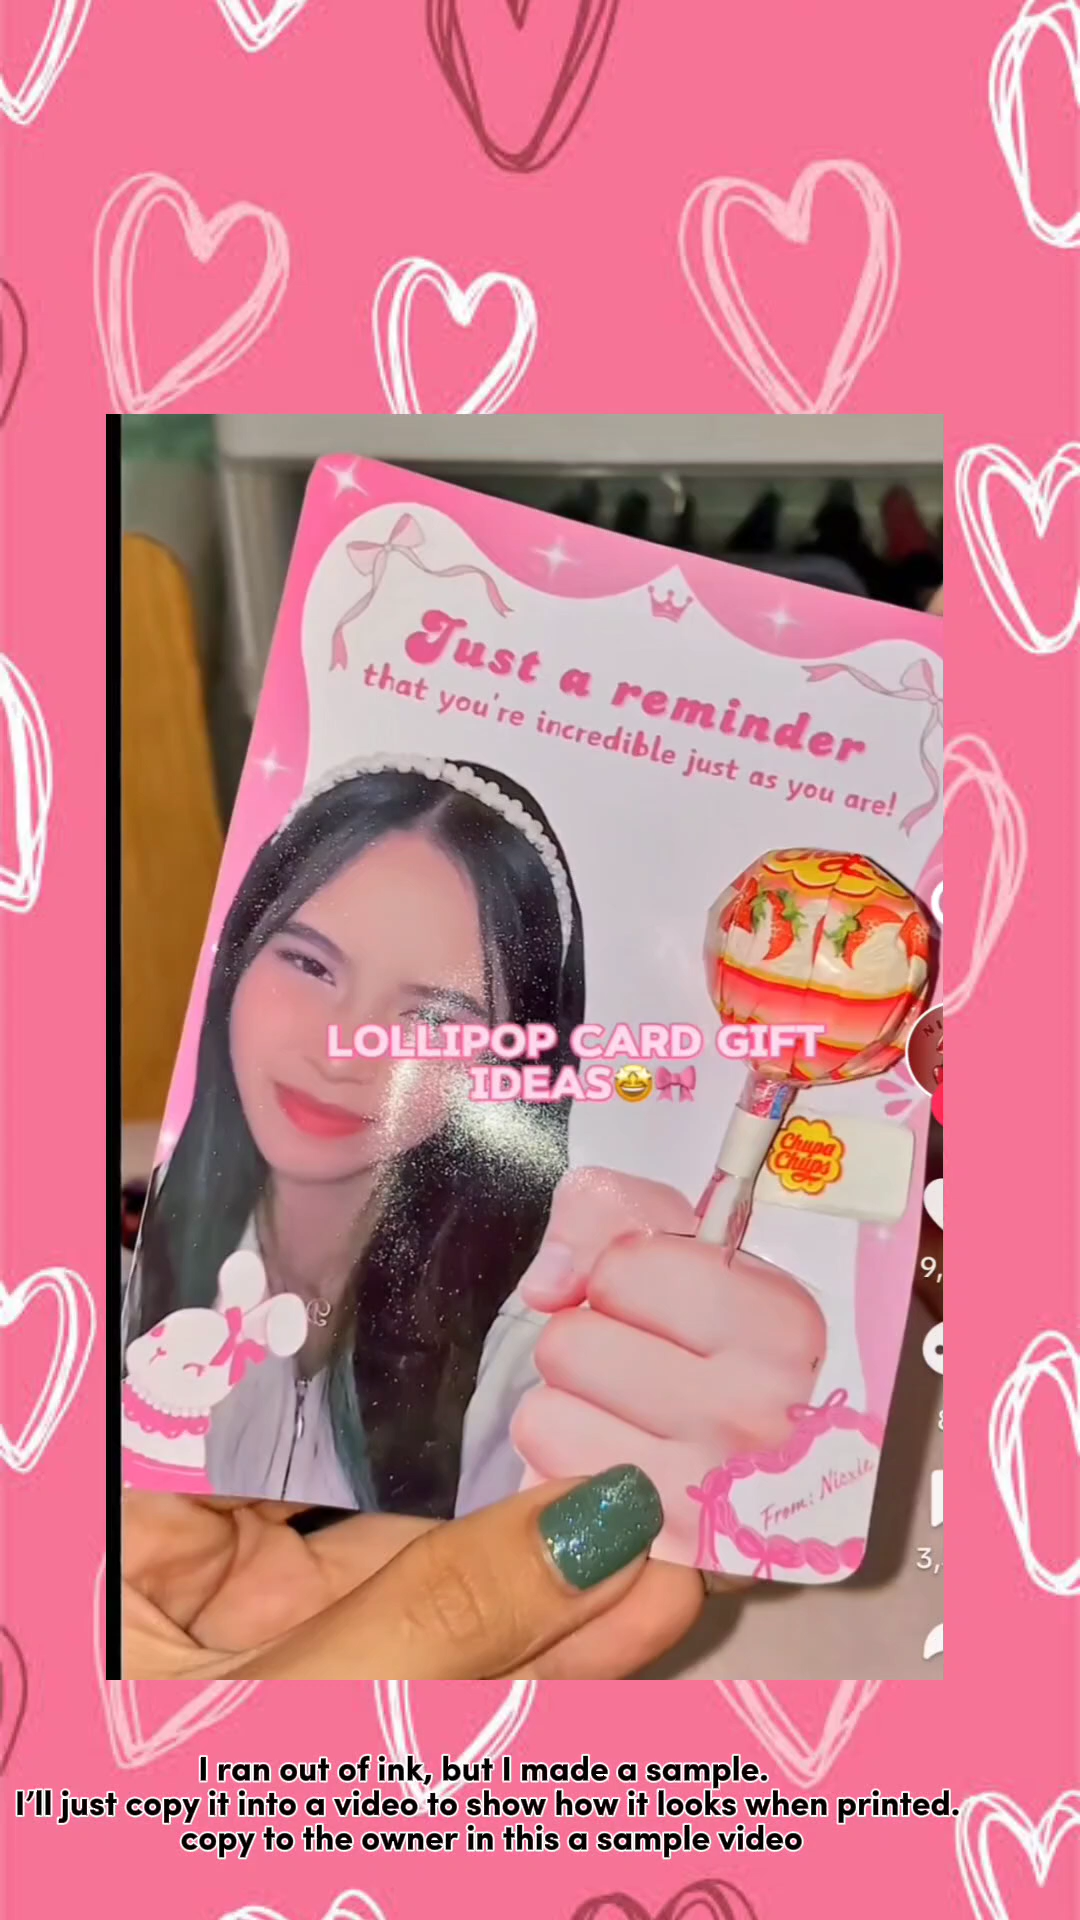 Just a reminder
that you're incredible just as you are!
LOLLIPOP CARD GIFT
IDEAS🤩🎀
Chupa
Chups
From: Nicxie
9,
3,
I ran out of ink, but I made a sample.
I'll just copy it into a video to show how it looks when printed.
copy to the owner in this a sample video